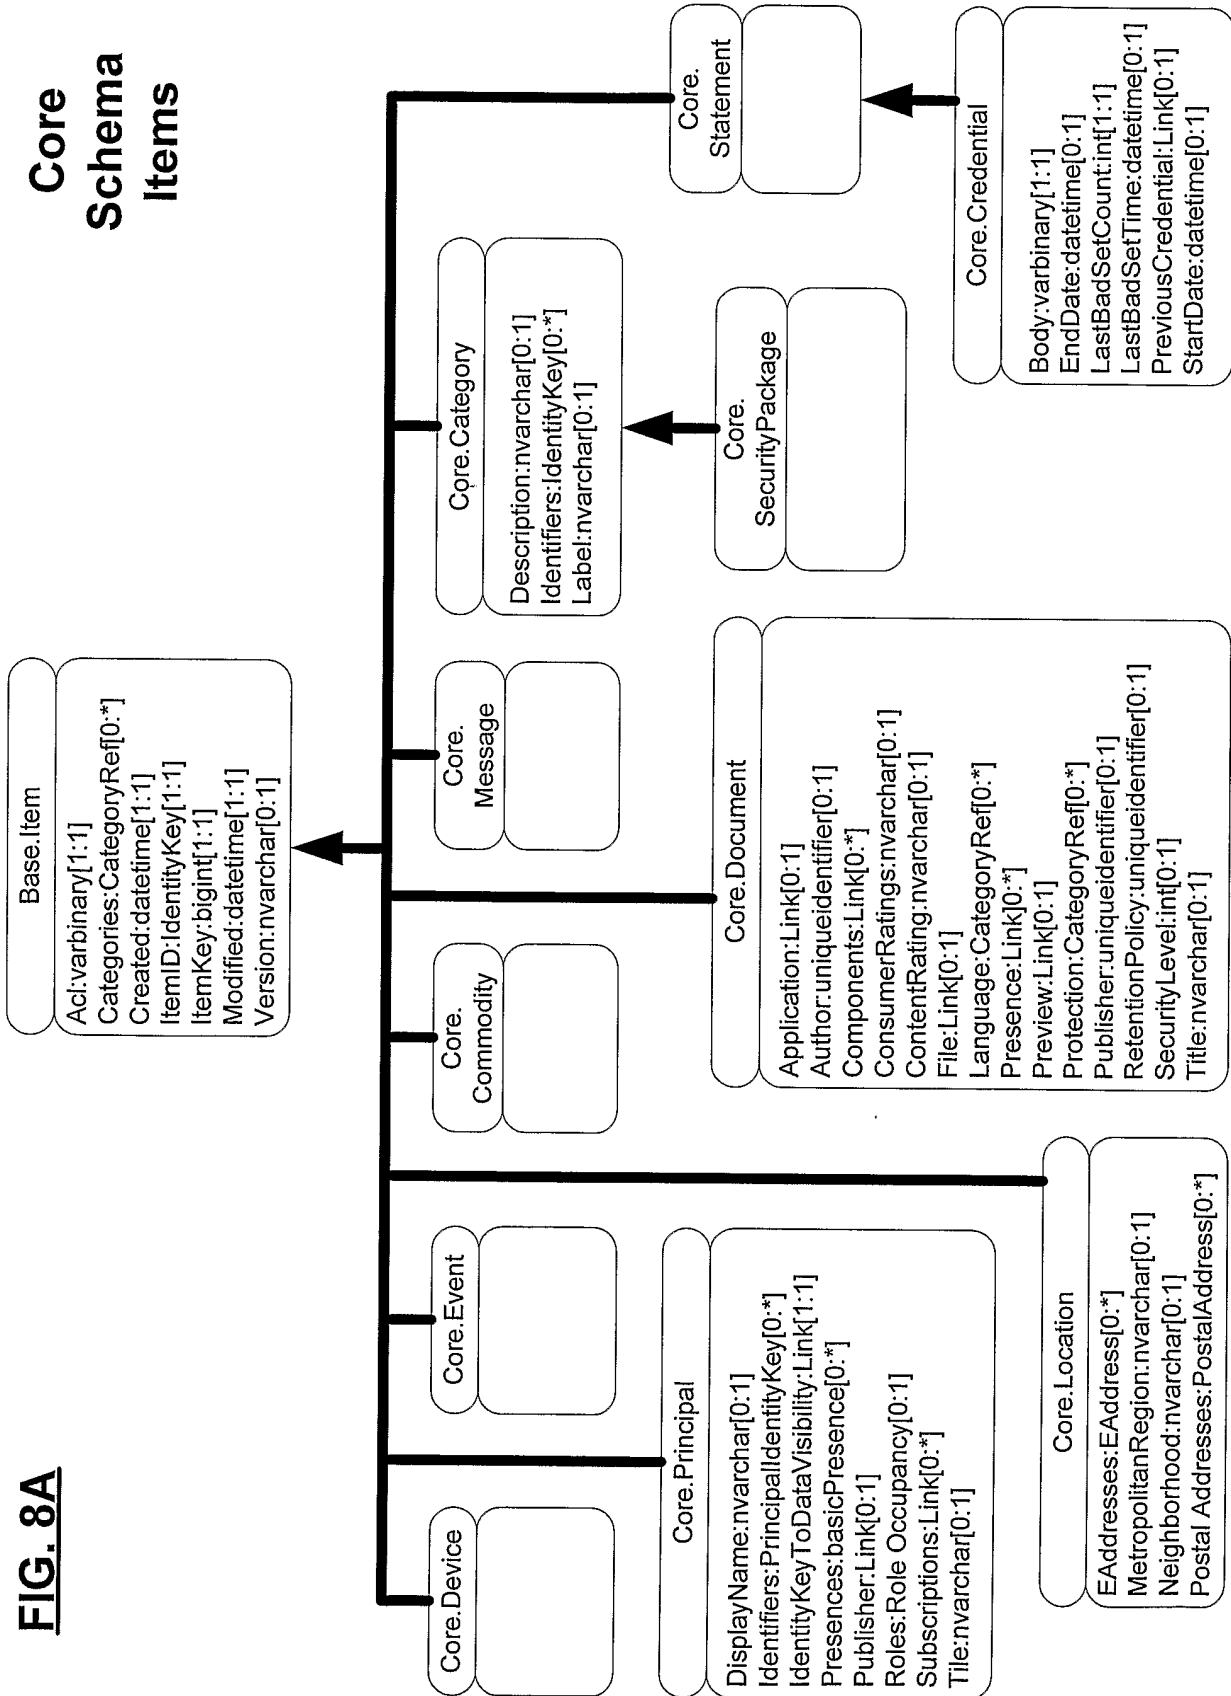 FIG. 8A
Core
Schema
Items
Base.Item
Acl:varbinary[1:1]
Categories:CategoryRef[0:*]
Created:datetime[1:1]
ItemID:IdentityKey[1:1]
ItemKey:bigint[1:1]
Modified:datetime[1:1]
Version:nvarchar[0:1]
Core.Device
Core.Event
Core.
Commodity
Core.
Message
Core.Category
Description:nvarchar[0:1]
Identifiers:IdentityKey[0:*]
Label:nvarchar[0:1]
Core.
Statement
Core.Principal
DisplayName:nvarchar[0:1]
Identifiers:PrincipalIdentityKey[0:*]
IdentityKeyToDataVisibility:Link[1:1]
Presences:basicPresence[0:*]
Publisher:Link[0:1]
Roles:Role Occupancy[0:1]
Subscriptions:Link[0:*]
Tile:nvarchar[0:1]
Core.Document
Application:Link[0:1]
Author:uniqueidentifier[0:1]
Components:Link[0:*]
ConsumerRatings:nvarchar[0:1]
ContentRating:nvarchar[0:1]
File:Link[0:1]
Language:CategoryRef[0:*]
Presence:Link]0:*]
Preview:Link[0:1]
Protection:CategoryRef[0:*]
Publisher:uniqueidentifier[0:1]
RetentionPolicy:uniqueidentifier[0:1]
SecurityLevel:int[0:1]
Title:nvarchar[0:1]
Core.
SecurityPackage
Core.Credential
Body:varbinary[1:1]
EndDate:datetime[0:1]
LastBadSetCount:int[1:1]
LastBadSetTime:datetime[0:1]
PreviousCredential:Link[0:1]
StartDate:datetime[0:1]
Core.Location
EAddresses:EAddress[0:*]
MetropolitanRegion:nvarchar[0:1]
Neighborhood:nvarchar[0:1]
Postal Addresses:PostalAddress[0:*]